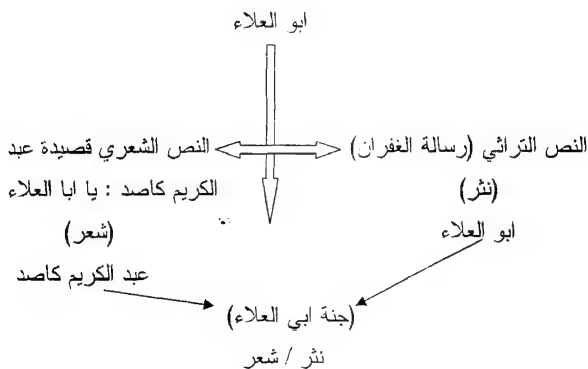 ابو العلاء
النص التراثي (رسالة الغفران)
(نثر)
ابو العلاء
النص الشعري قصيدة عبد
الكريم كاصد : يا ابا العلاء
(شعر)
عبد الكريم كاصد
(جنة ابي العلاء)
نثر / شعر